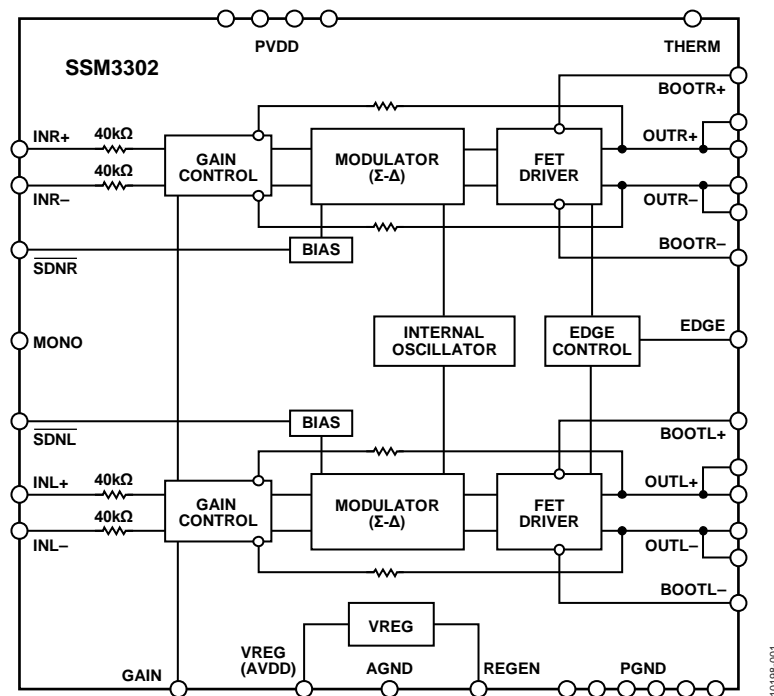 PVDD
THERM
SSM3302
BOOTR+
INR+
40kΩ
GAIN
CONTROL
MODULATOR
(Σ-Δ)
FET
DRIVER
OUTR+
40kΩ
INR–
OUTR–
BIAS
BOOTR–
SDNR
MONO
INTERNAL
OSCILLATOR
EDGE
CONTROL
EDGE
SDNL
BIAS
BOOTL+
INL+
40kΩ
GAIN
CONTROL
MODULATOR
(Σ-Δ)
FET
DRIVER
OUTL+
40kΩ
INL–
OUTL–
BOOTL–
VREG
GAIN
VREG
(AVDD)
AGND
REGEN
PGND
10198-001